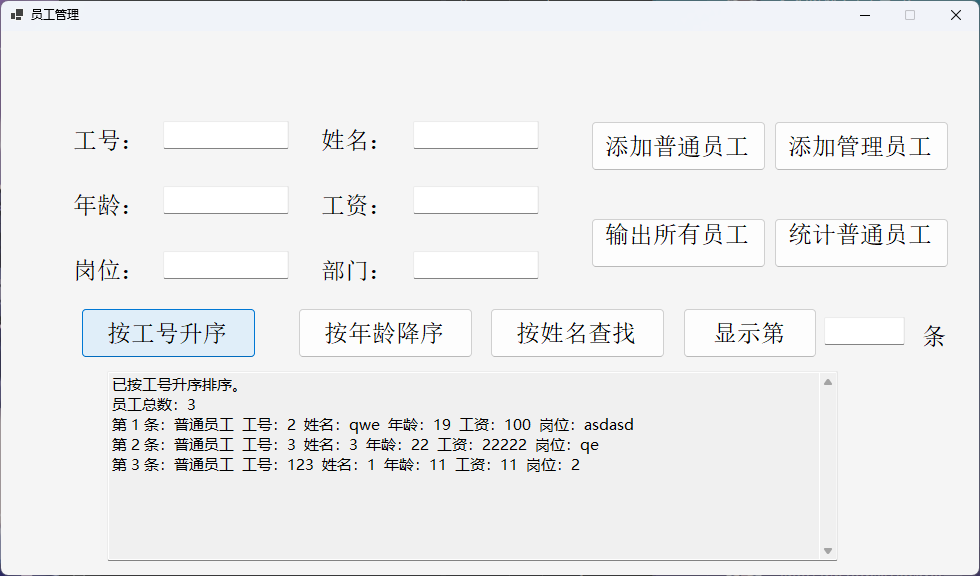 员工管理
工号： 姓名： 添加普通员工 添加管理员工
年龄： 工资：
输出所有员工 统计普通员工
岗位： 部门：
按工号升序 按年龄降序 按姓名查找 显示第 条
已按工号升序排序。
员工总数：3
第 1 条：普通员工 工号：2 姓名：qwe 年龄：19 工资：100 岗位：asdasd
第 2 条：普通员工 工号：3 姓名：3 年龄：22 工资：22222 岗位：qe
第 3 条：普通员工 工号：123 姓名：1 年龄：11 工资：11 岗位：2